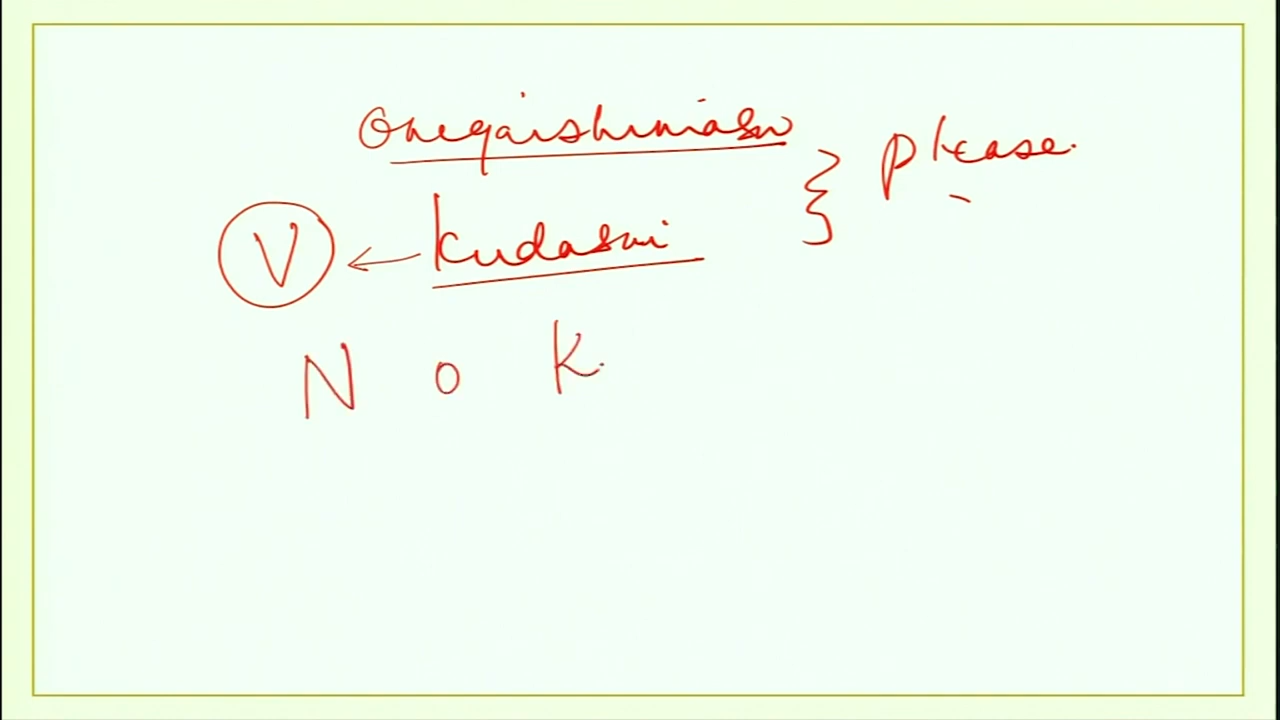 Onegaishimasu
} please.
V ← kudasai
N o K.